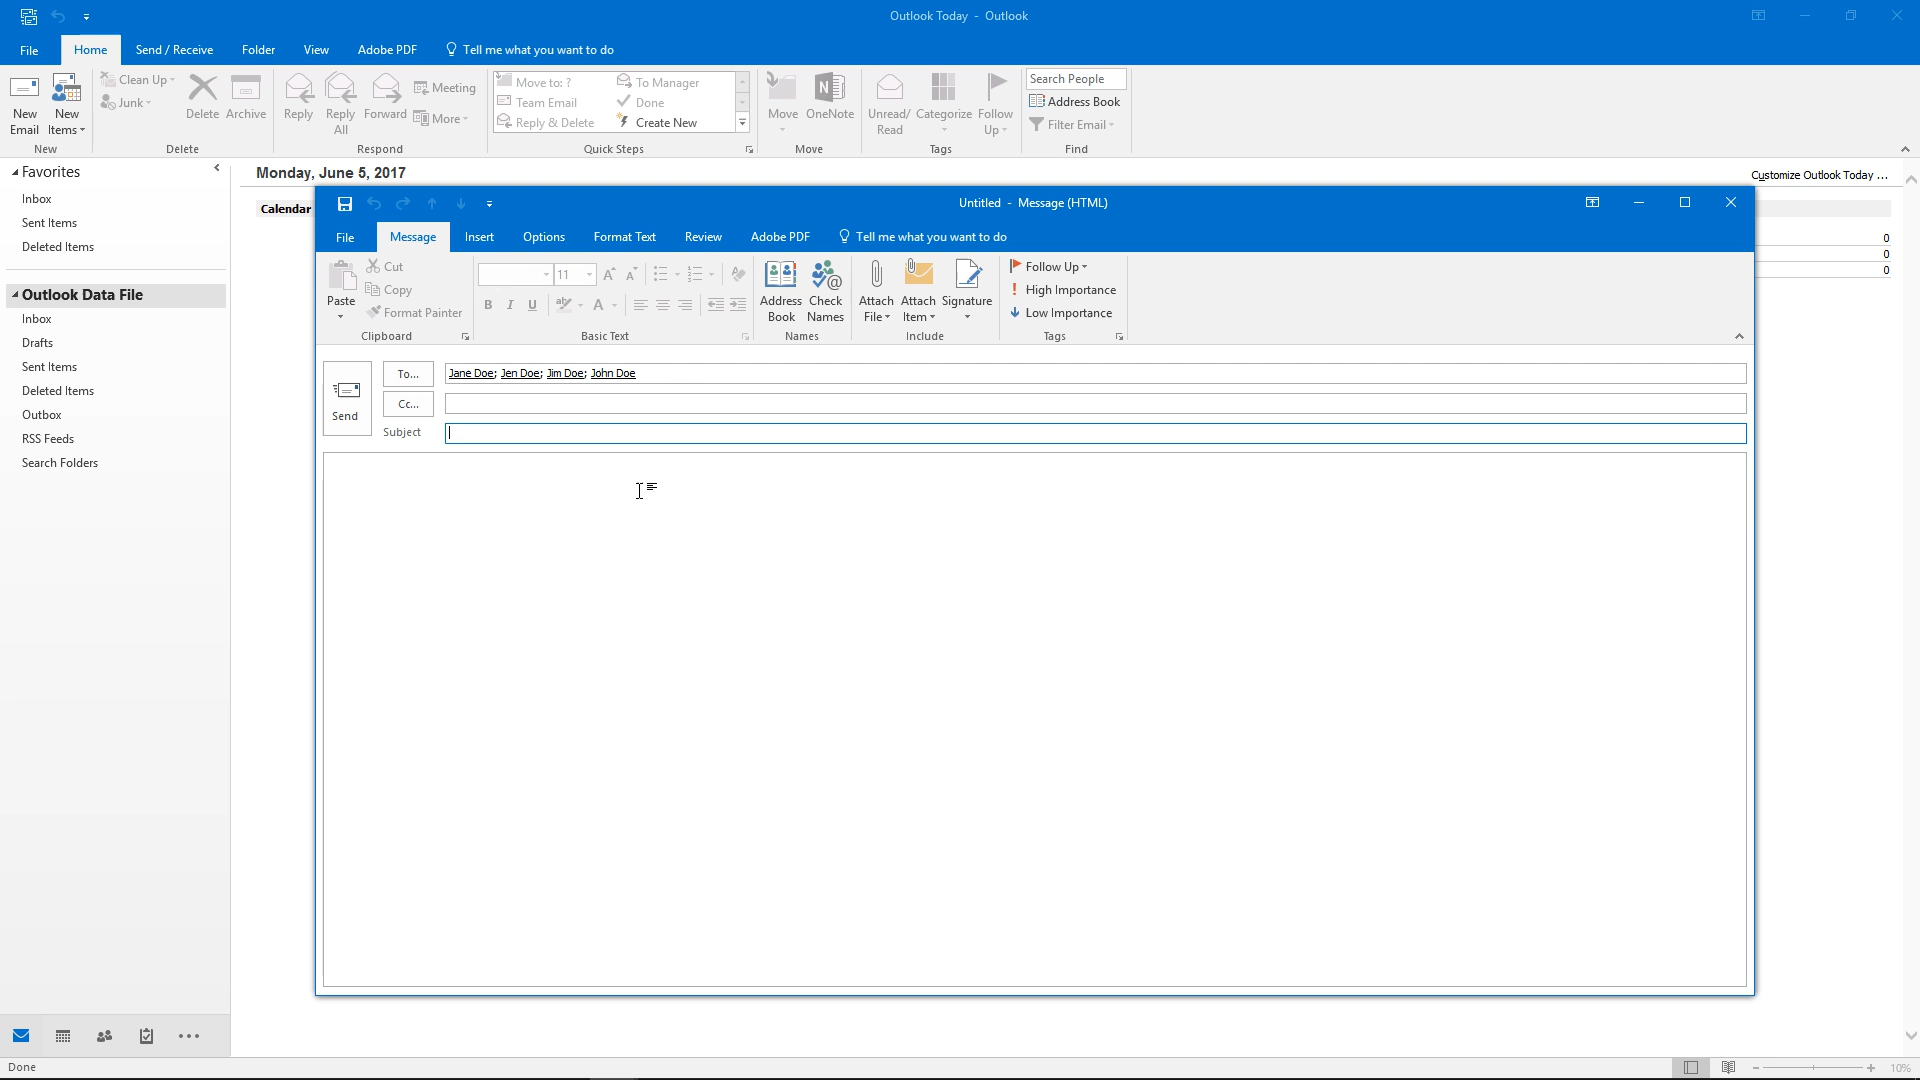 Outlook Today - Outlook
File Home Send / Receive Folder View Adobe PDF Tell me what you want to do
New Email
New Items
New
Clean Up
Junk
Delete
Archive
Delete
Reply
Reply All
Forward
Meeting
More
Respond
Move to: ?
Team Email
Reply & Delete
To Manager
Done
Create New
Quick Steps
Move
OneNote
Move
Unread/ Read
Categorize
Follow Up
Tags
Search People
Address Book
Filter Email
Find
Favorites
Inbox
Sent Items
Deleted Items
Outlook Data File
Inbox
Drafts
Sent Items
Deleted Items
Outbox
RSS Feeds
Search Folders
Monday, June 5, 2017
Customize Outlook Today ...
Calendar
0
0
0
Untitled - Message (HTML)
File Message Insert Options Format Text Review Adobe PDF Tell me what you want to do
Paste
Cut
Copy
Format Painter
Clipboard
11
B I U A
Basic Text
Address Book
Check Names
Names
Attach File
Attach Item
Signature
Include
Follow Up
High Importance
Low Importance
Tags
Send
To... Jane Doe; Jen Doe; Jim Doe; John Doe
Cc...
Subject
Done
10%